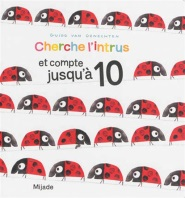 GUIDO VAN GENECHTEN
Cherche l'intrus
et compte
jusqu'à 10
Mijade